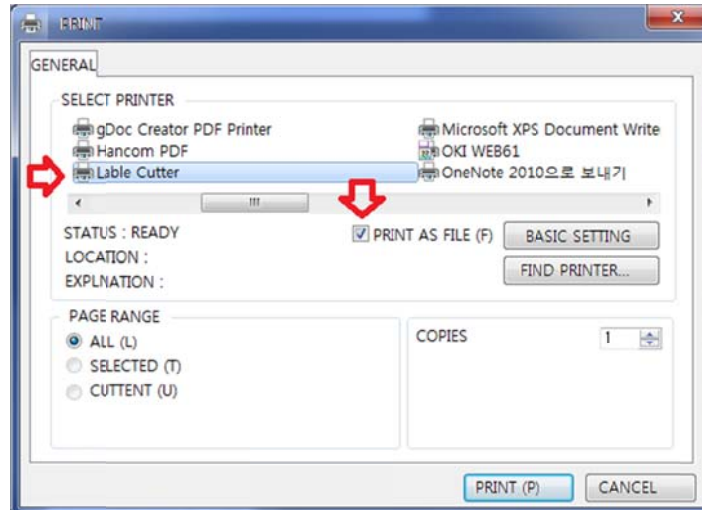 PRINT
GENERAL
SELECT PRINTER
gDoc Creator PDF Printer
Microsoft XPS Document Write
Hancom PDF
OKI WEB61
Lable Cutter
OneNote 2010으로 보내기
STATUS : READY
PRINT AS FILE (F)
BASIC SETTING
LOCATION :
FIND PRINTER...
EXPLNATION :
PAGE RANGE
ALL (L)
COPIES
1
SELECTED (T)
CUTTENT (U)
PRINT (P)
CANCEL